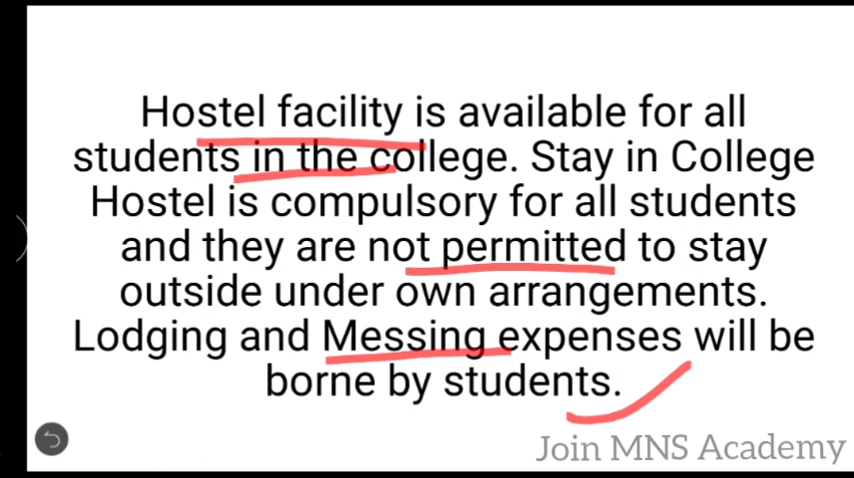 Hostel facility is available for all
students in the college. Stay in College
Hostel is compulsory for all students
and they are not permitted to stay
outside under own arrangements.
Lodging and Messing expenses will be
borne by students.
Join MNS Academy